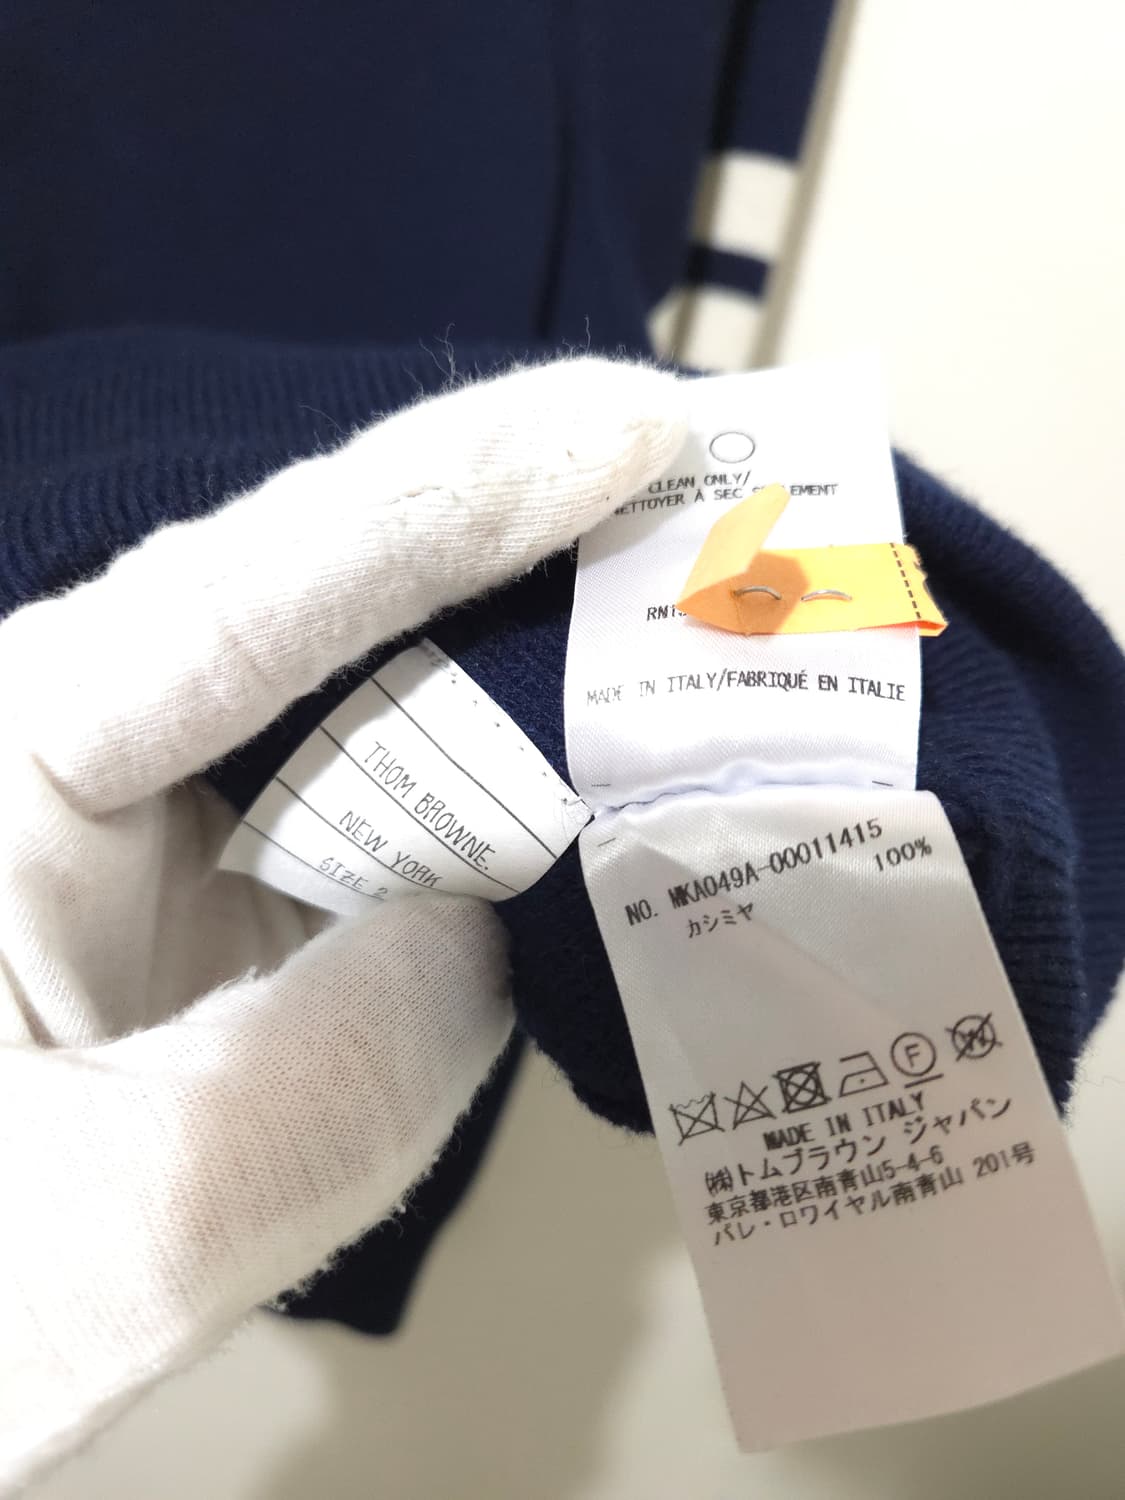 CLEAN ONLY/
NETTOYER À SEC
MADE IN ITALY/FABRIQUÉ EN ITALIE
THOM BROWNE.
NEW YORK
SIZE 2
NO. MKA049A-00011415
カシミヤ 100%
F
W
MADE IN ITALY
㈱トムブラウン ジャパン
東京都港区南青山5-4-6
パレ・ロワイヤル南青山 201号